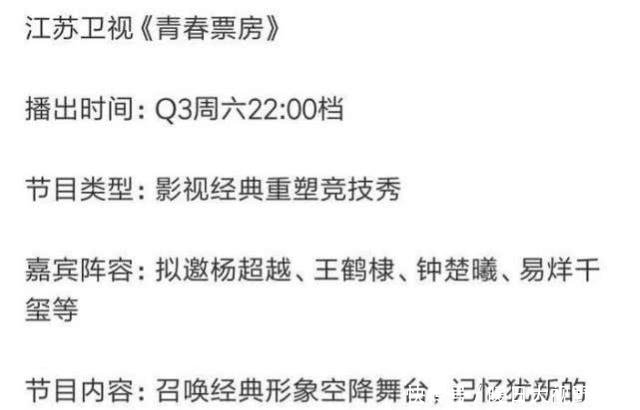 江苏卫视《青春票房》
播出时间：Q3周六22:00档
节目类型：影视经典重塑竞技秀
嘉宾阵容：拟邀杨超越、王鹤棣、钟楚曦、易烊千
玺等
节目内容：召唤经典形象空降舞台，记忆犹新的